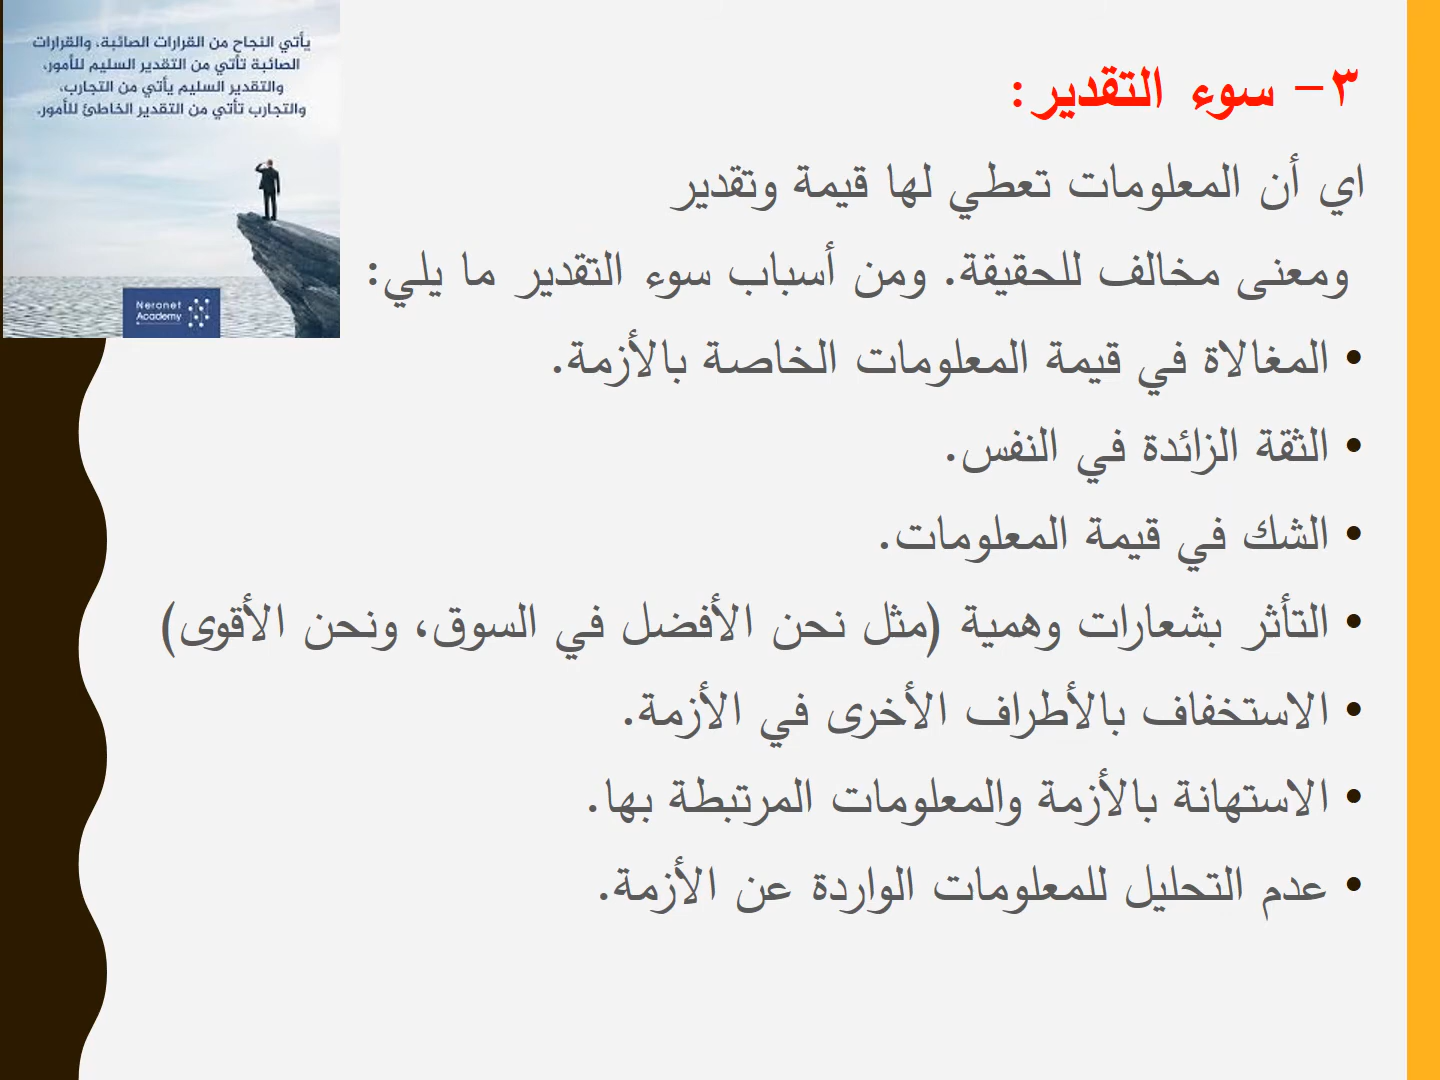 ٣- سوء التقدير:
اي أن المعلومات تعطي لها قيمة وتقدير
ومعنى مخالف للحقيقة. ومن أسباب سوء التقدير ما يلي:
• المغالاة في قيمة المعلومات الخاصة بالأزمة.
• الثقة الزائدة في النفس.
• الشك في قيمة المعلومات.
• التأثر بشعارات وهمية (مثل نحن الأفضل في السوق، ونحن الأقوى)
• الاستخفاف بالأطراف الأخرى في الأزمة.
• الاستهانة بالأزمة والمعلومات المرتبطة بها.
• عدم التحليل للمعلومات الواردة عن الأزمة.
يأتي النجاح من القرارات الصائبة، والقرارات
الصائبة تأتي من التقدير السليم للأمور،
والتقدير السليم يأتي من التجارب،
والتجارب تأتي من التقدير الخاطئ للأمور.
Neronet
Academy